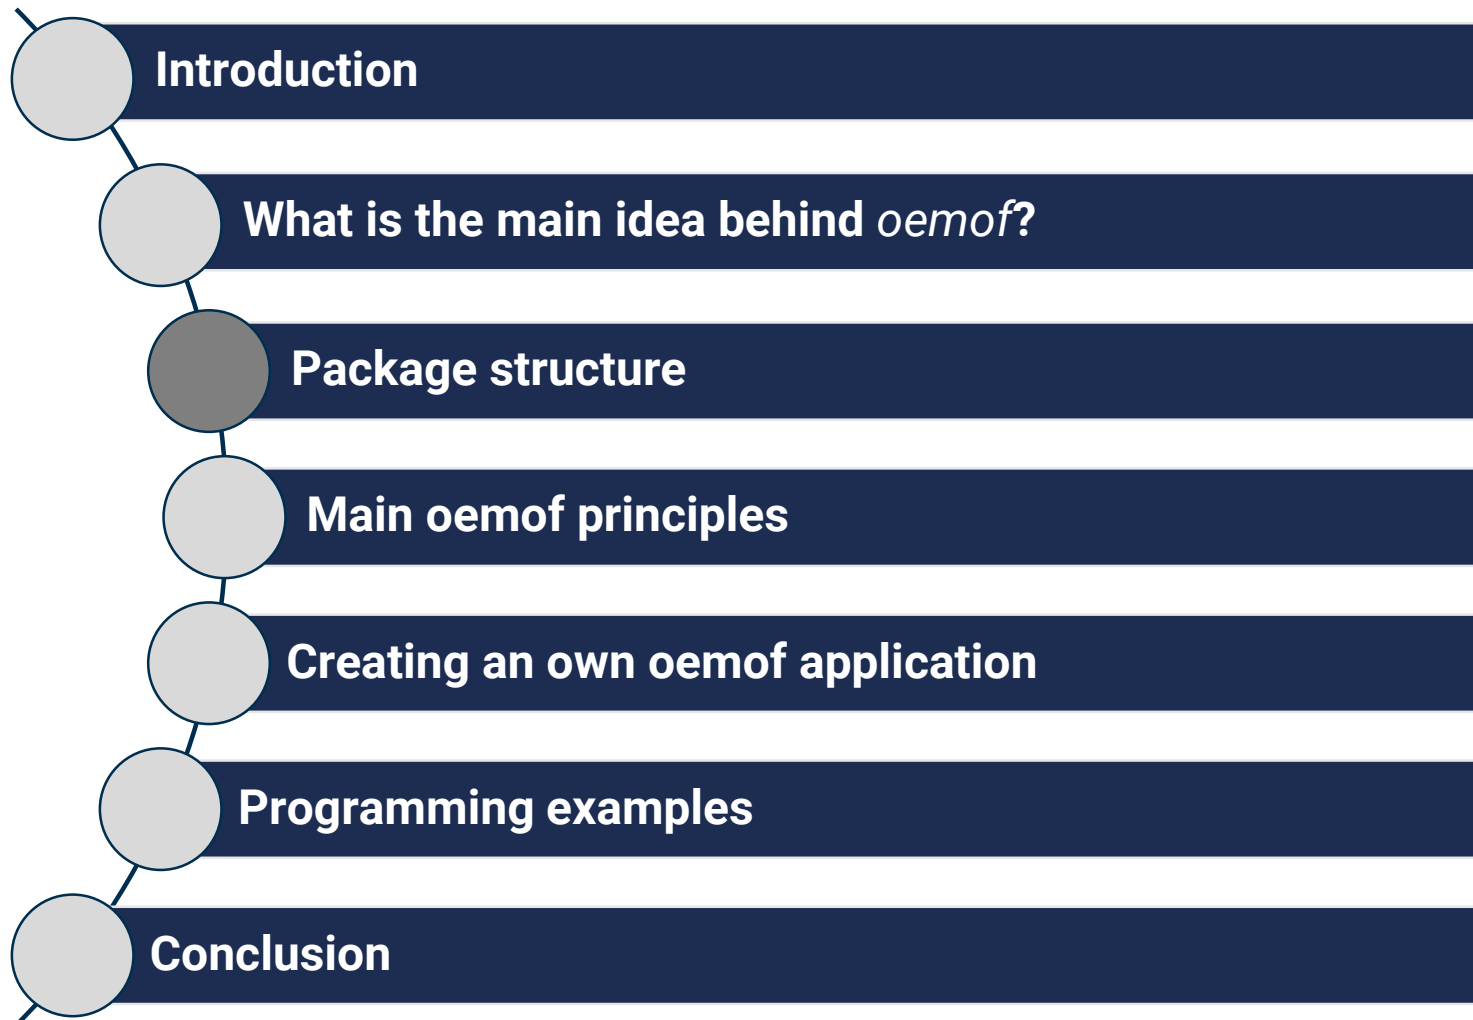 Introduction
What is the main idea behind oemof?
Package structure
Main oemof principles
Creating an own oemof application
Programming examples
Conclusion